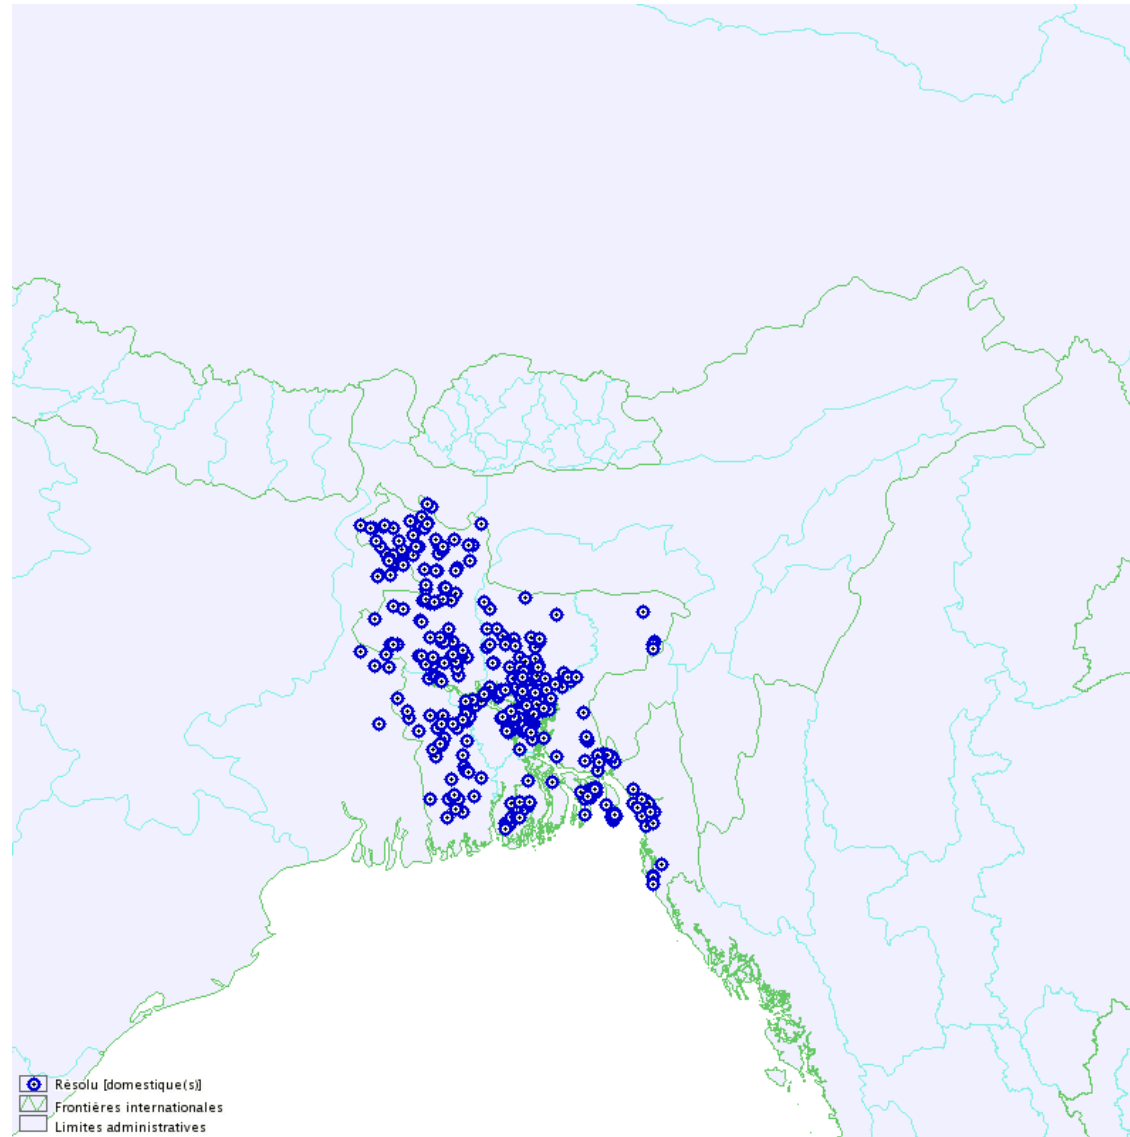 Résolu [domestique(s)]
Frontières internationales
Limites administratives